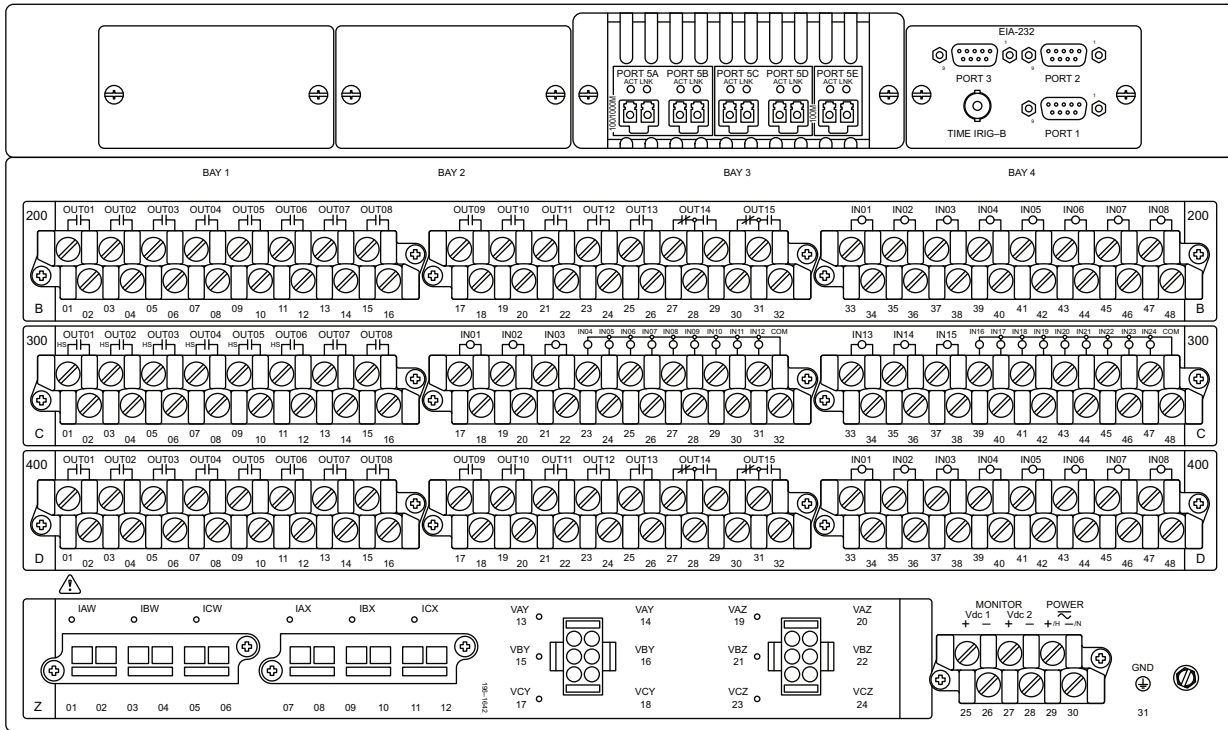 EIA-232
PORT 5A PORT 5B PORT 5C PORT 5D PORT 5E
ACT LNK ACT LNK ACT LNK ACT LNK ACT LNK
100/1000M
100M
1 1
9 9
PORT 3 PORT 2
1
9
TIME IRIG–B PORT 1
BAY 1 BAY 2 BAY 3 BAY 4
200 OUT01 OUT02 OUT03 OUT04 OUT05 OUT06 OUT07 OUT08 OUT09 OUT10 OUT11 OUT12 OUT13 OUT14 OUT15 IN01 IN02 IN03 IN04 IN05 IN06 IN07 IN08 200
B 01 02 03 04 05 06 07 08 09 10 11 12 13 14 15 16 17 18 19 20 21 22 23 24 25 26 27 28 29 30 31 32 33 34 35 36 37 38 39 40 41 42 43 44 45 46 47 48 B
300 OUT01 OUT02 OUT03 OUT04 OUT05 OUT06 OUT07 OUT08 IN01 IN02 IN03 IN04 IN05 IN06 IN07 IN08 IN09 IN10 IN11 IN12 COM IN13 IN14 IN15 IN16 IN17 IN18 IN19 IN20 IN21 IN22 IN23 IN24 COM 300
HS HS HS HS HS HS
C 01 02 03 04 05 06 07 08 09 10 11 12 13 14 15 16 17 18 19 20 21 22 23 24 25 26 27 28 29 30 31 32 33 34 35 36 37 38 39 40 41 42 43 44 45 46 47 48 C
400 OUT01 OUT02 OUT03 OUT04 OUT05 OUT06 OUT07 OUT08 OUT09 OUT10 OUT11 OUT12 OUT13 OUT14 OUT15 IN01 IN02 IN03 IN04 IN05 IN06 IN07 IN08 400
D 01 02 03 04 05 06 07 08 09 10 11 12 13 14 15 16 17 18 19 20 21 22 23 24 25 26 27 28 29 30 31 32 33 34 35 36 37 38 39 40 41 42 43 44 45 46 47 48 D
IAW IBW ICW IAX IBX ICX
VAY VAY VAZ VAZ
13 14 19 20
VBY VBY VBZ VBZ
15 16 21 22
VCY VCY VCZ VCZ
17 18 23 24
196–1642
Z 01 02 03 04 05 06 07 08 09 10 11 12
MONITOR POWER
Vdc 1 Vdc 2
+ – + – +/H –/N
25 26 27 28 29 30
GND
31